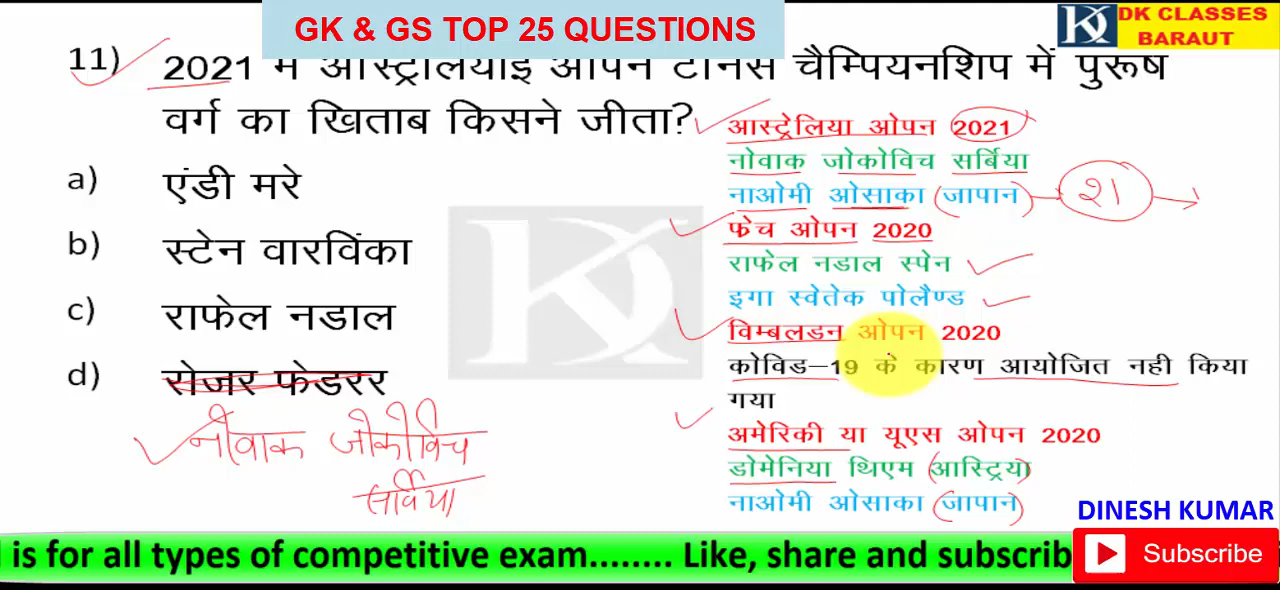 GK & GS TOP 25 QUESTIONS
DK CLASSES
BARAUT
11) 2021 में आस्ट्रेलियाई ओपन टेनिस चैम्पियनशिप में पुरूष
वर्ग का खिताब किसने जीता?
a) एंडी मरे
b) स्टेन वारविंका
c) राफेल नडाल
d) रोजर फेडरर
नोवाक जोकोविच
सर्विया
आस्ट्रेलिया ओपन 2021
नोवाक जोकोविच सर्बिया
नाओमी ओसाका (जापान)
21
फेंच ओपन 2020
राफेल नडाल स्पेन
इगा स्वेतेक पोलैण्ड
विम्बलडन ओपन 2020
कोविड–19 के कारण आयोजित नही किया
गया
अमेरिकी या यूएस ओपन 2020
डोमेनिया थिएम (आस्ट्रिया)
नाओमी ओसाका (जापान)
DINESH KUMAR
is for all types of competitive exam........ Like, share and subscrib
Subscribe